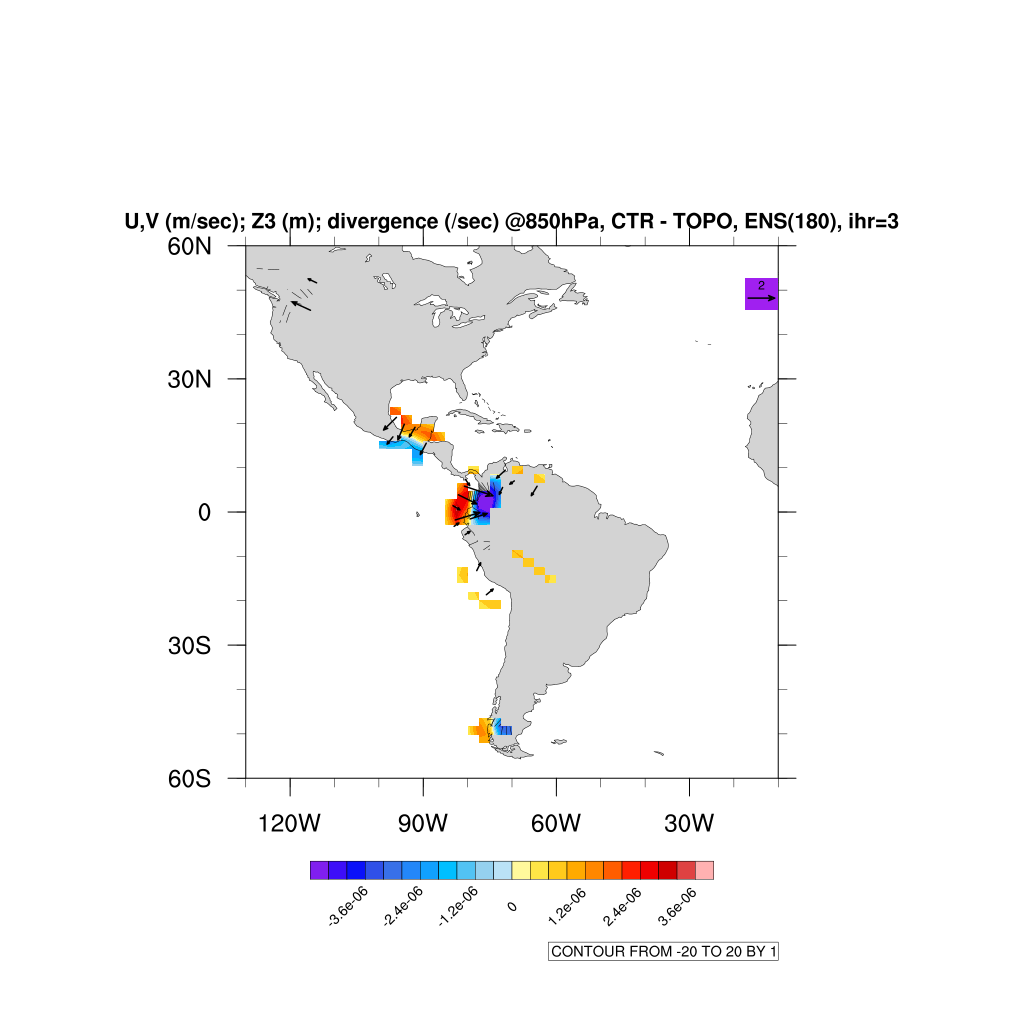 U,V (m/sec); Z3 (m); divergence (/sec) @850hPa, CTR - TOPO, ENS(180), ihr=3
60N
2
30N
0
30S
60S
120W 90W 60W 30W
-3.6e-06 -2.4e-06 -1.2e-06 0 1.2e-06 2.4e-06 3.6e-06
CONTOUR FROM -20 TO 20 BY 1